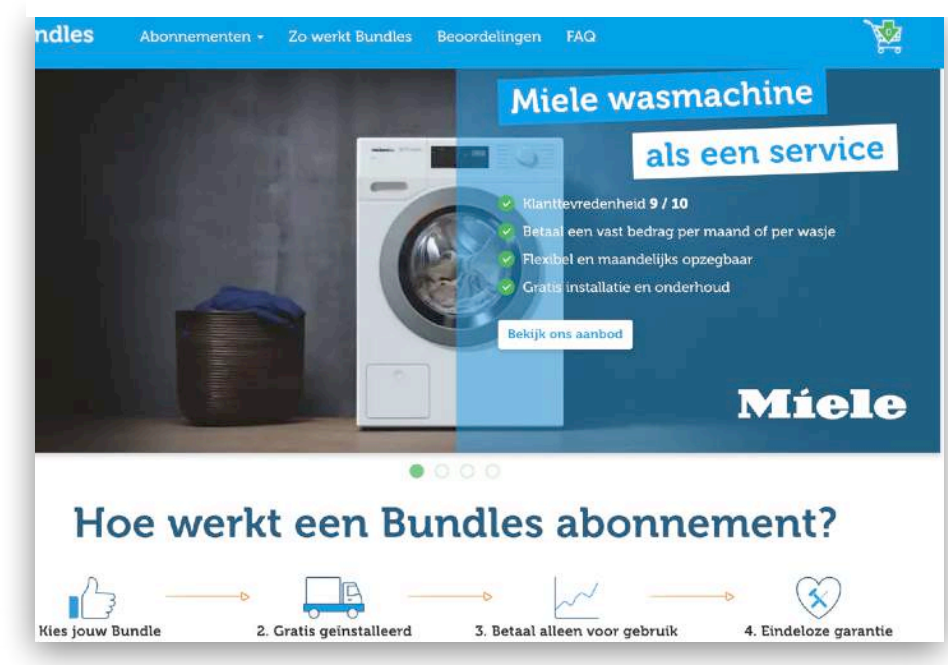 ndles
Abonnementen
Zo werkt Bundles
Beoordelingen
FAQ
0
Miele wasmachine
als een service
Klanttevredenheid 9 / 10
Betaal een vast bedrag per maand of per wasje
Flexibel en maandelijks opzegbaar
Gratis installatie en onderhoud
Bekijk ons aanbod
Miele
Hoe werkt een Bundles abonnement?
Kies jouw Bundle
2. Gratis geïnstalleerd
3. Betaal alleen voor gebruik
4. Eindeloze garantie